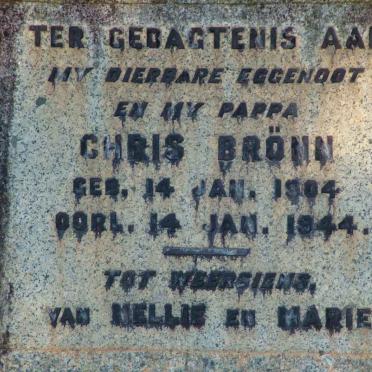 TER GEDAGTENIS AAN
MY DIERBARE EGGENOOT
EN MY PAPPA
CHRIS BRÖNN
GEB. 14 JAN. 1904
OORL. 14 JAN. 1944.
TOT WEERSIENS,
VAN NELLIE EN MARIE